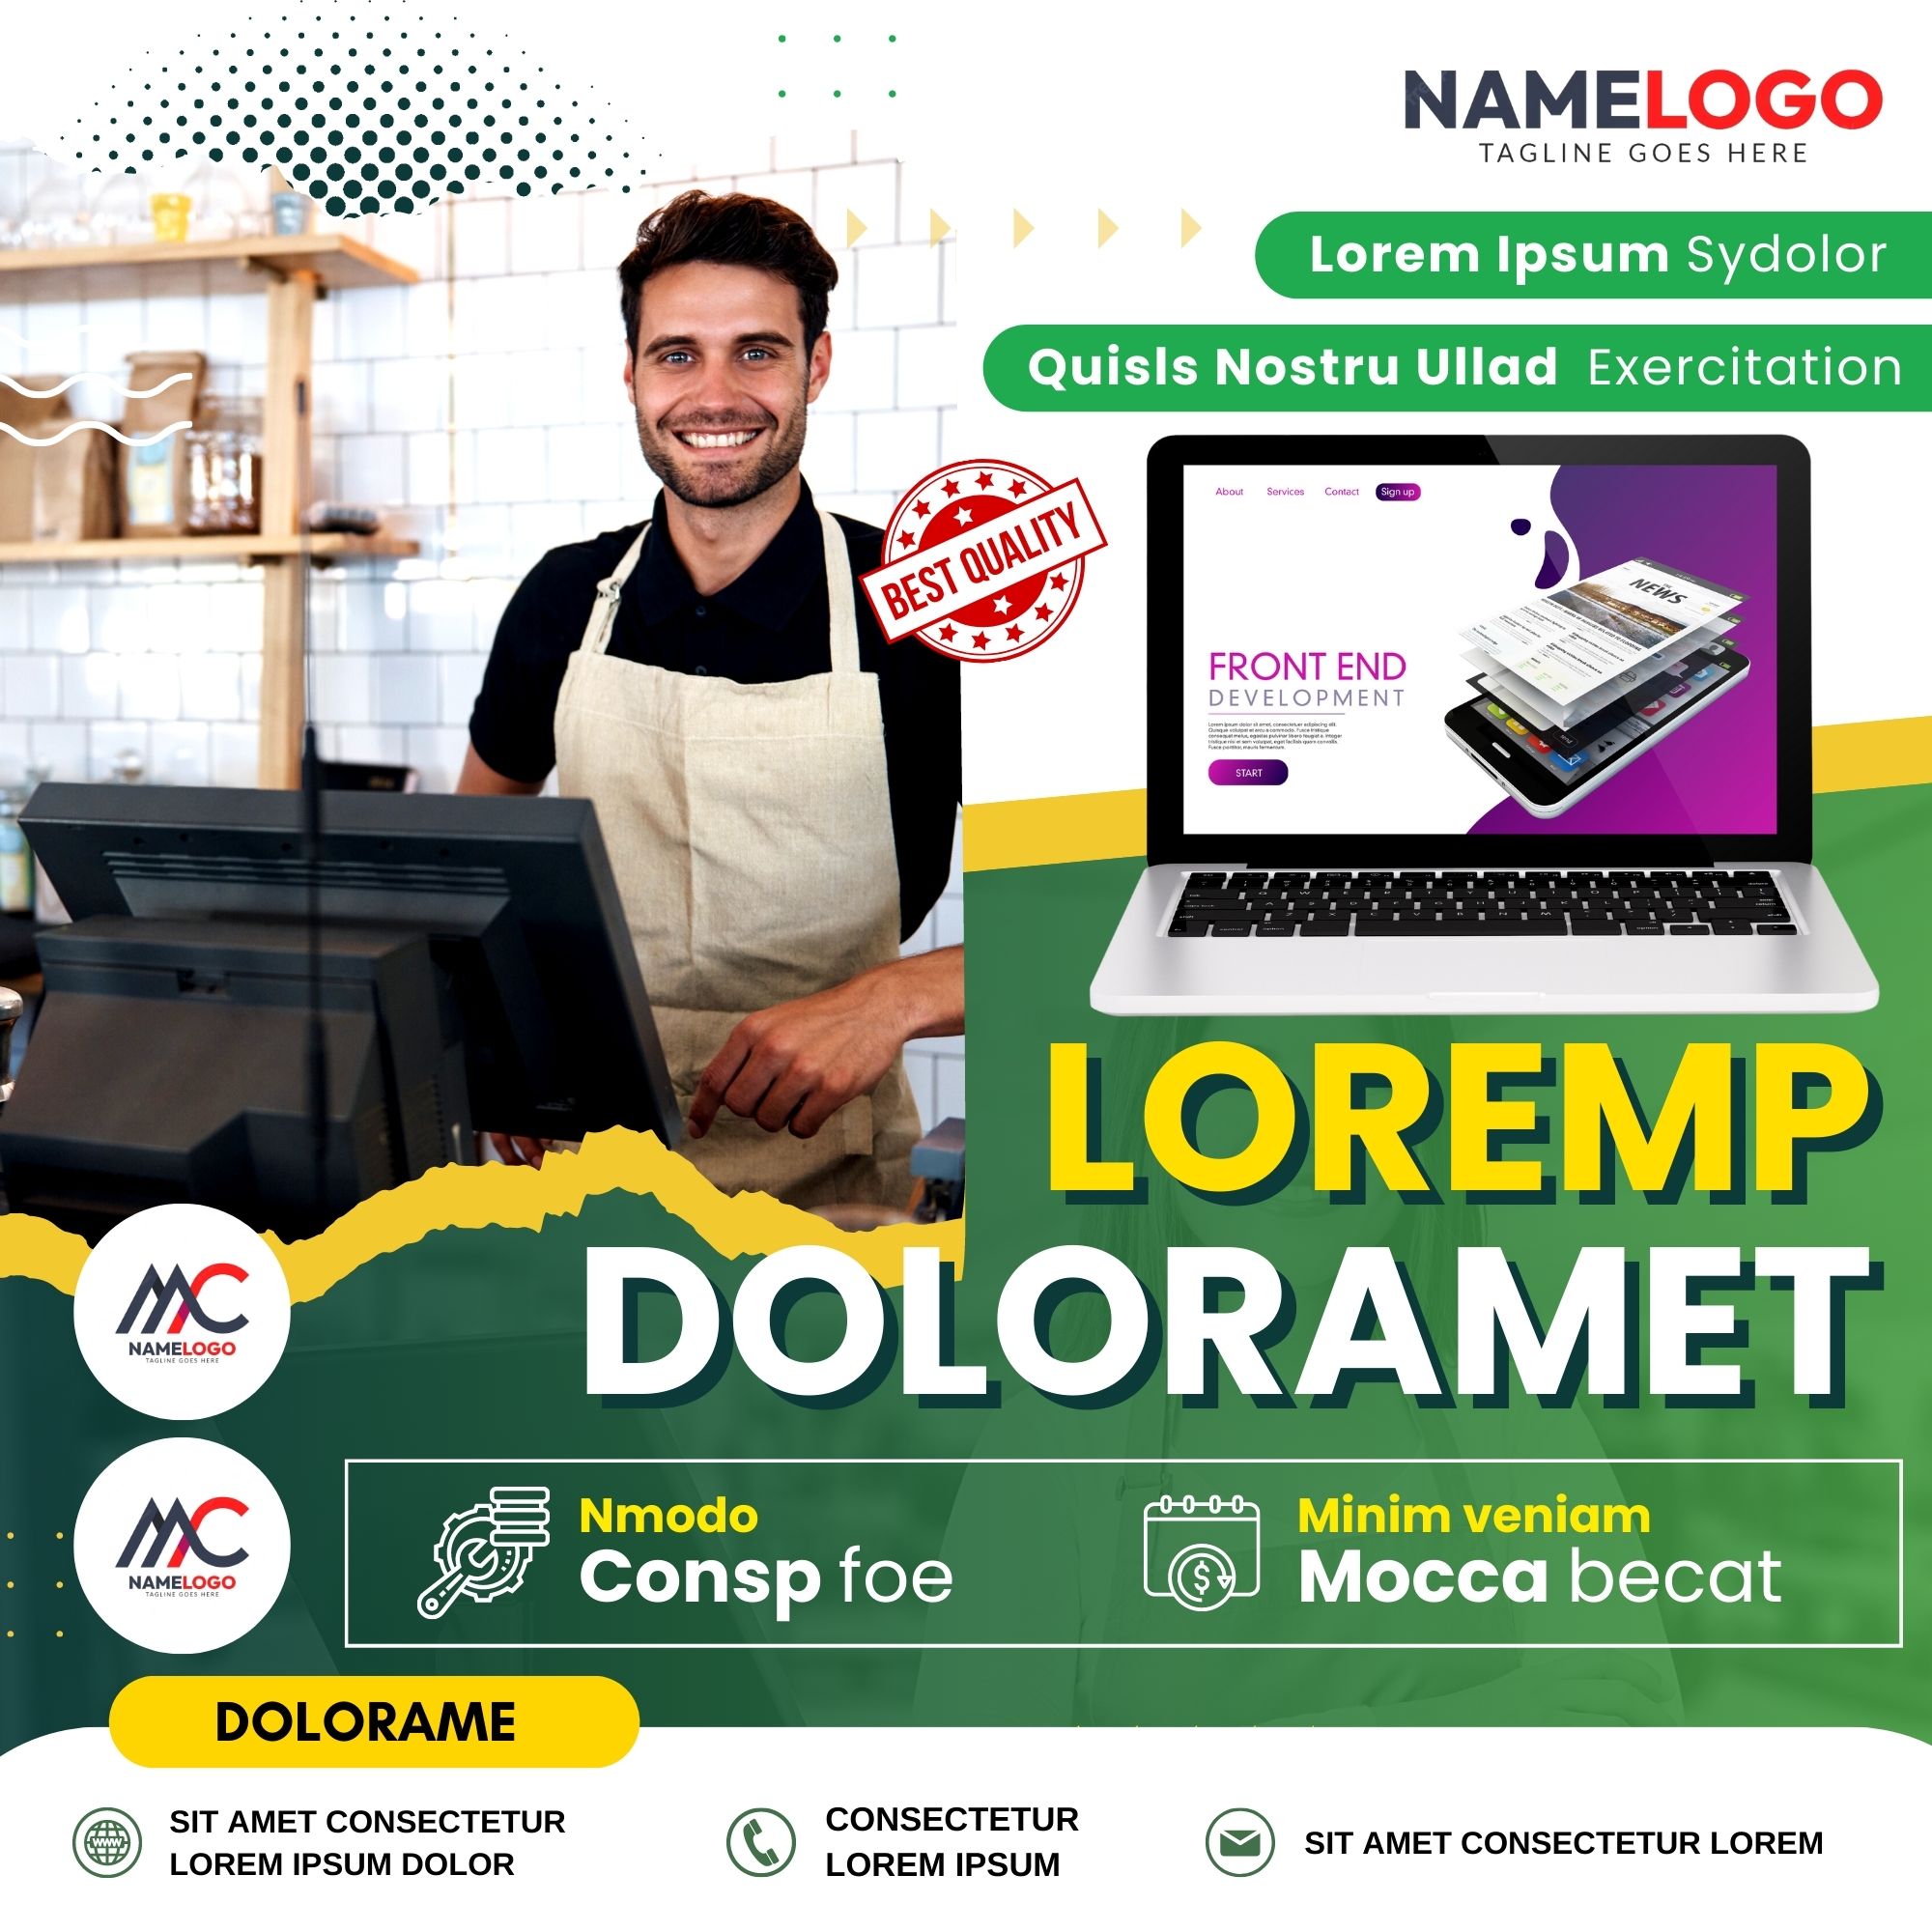 NAMELOGO
TAGLINE GOES HERE
Lorem Ipsum Sydolor
Quisls Nostru Ullad Exercitation
BEST QUALITY
About Services Contact Sign up
NEWS
FRONT END
DEVELOPMENT
START
LOREMP
DOLORAMET
NAMELOGO
TAGLINE GOES HERE
NAMELOGO
TAGLINE GOES HERE
Nmodo
Consp foe
Minim veniam
Mocca becat
DOLORAME
WWW
SIT AMET CONSECTETUR
LOREM IPSUM DOLOR
CONSECTETUR
LOREM IPSUM
SIT AMET CONSECTETUR LOREM